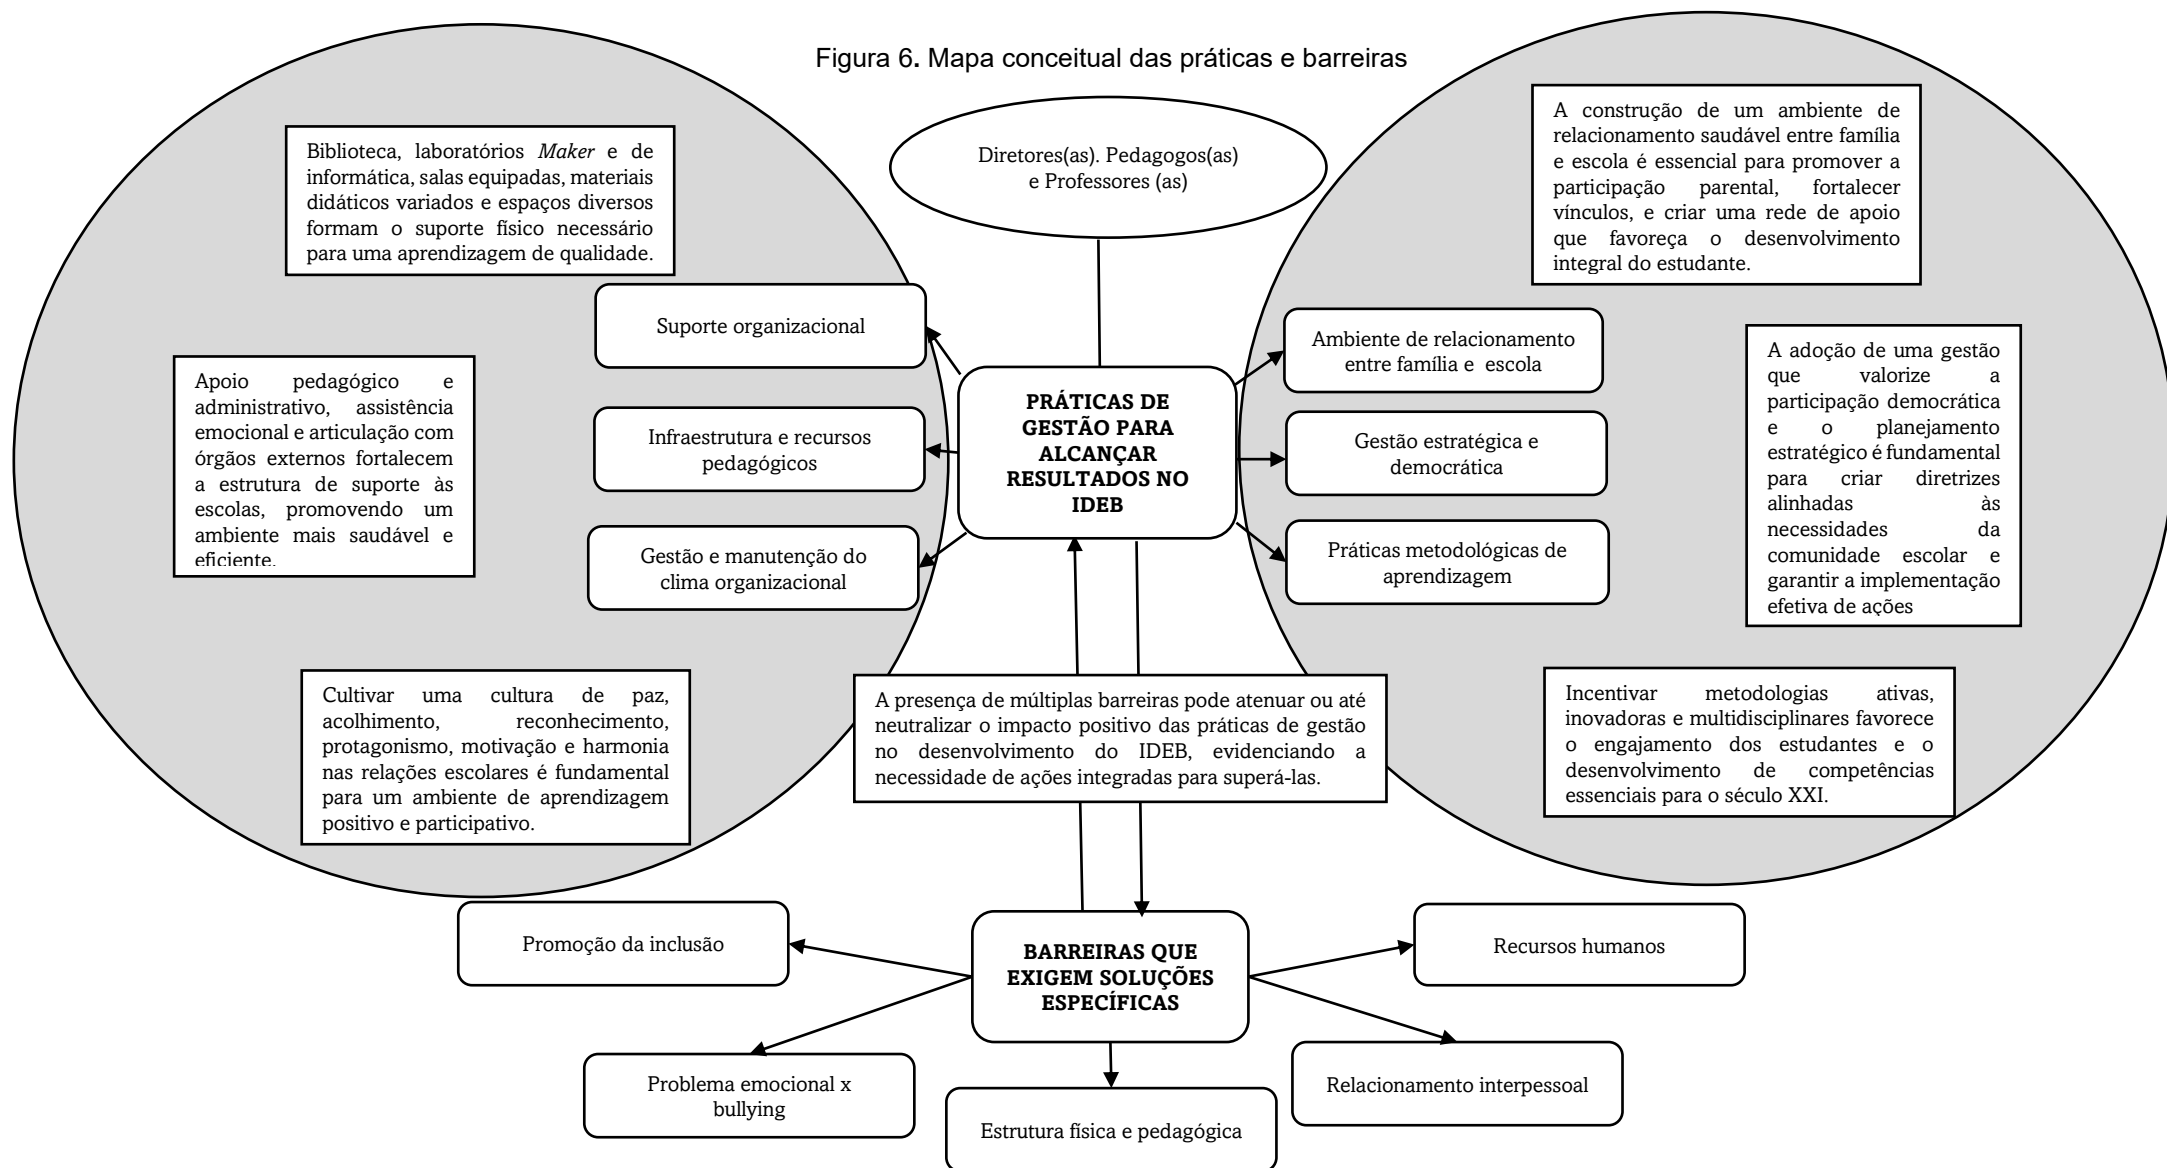 Figura 6. Mapa conceitual das práticas e barreiras
Diretores(as). Pedagogos(as)
e Professores (as)
Biblioteca, laboratórios Maker e de
informática, salas equipadas, materiais
didáticos variados e espaços diversos
formam o suporte físico necessário
para uma aprendizagem de qualidade.
Apoio pedagógico e
administrativo, assistência
emocional e articulação com
órgãos externos fortalecem
a estrutura de suporte às
escolas, promovendo um
ambiente mais saudável e
eficiente.
Cultivar uma cultura de paz,
acolhimento, reconhecimento,
protagonismo, motivação e harmonia
nas relações escolares é fundamental
para um ambiente de aprendizagem
positivo e participativo.
Suporte organizacional
Infraestrutura e recursos
pedagógicos
Gestão e manutenção do
clima organizacional
PRÁTICAS DE
GESTÃO PARA
ALCANÇAR
RESULTADOS NO
IDEB
Ambiente de relacionamento
entre família e escola
Gestão estratégica e
democrática
Práticas metodológicas de
aprendizagem
A construção de um ambiente de
relacionamento saudável entre família
e escola é essencial para promover a
participação parental, fortalecer
vínculos, e criar uma rede de apoio
que favoreça o desenvolvimento
integral do estudante.
A adoção de uma gestão
que valorize a
participação democrática
e o planejamento
estratégico é fundamental
para criar diretrizes
alinhadas às
necessidades da
comunidade escolar e
garantir a implementação
efetiva de ações
Incentivar metodologias ativas,
inovadoras e multidisciplinares favorece
o engajamento dos estudantes e o
desenvolvimento de competências
essenciais para o século XXI.
A presença de múltiplas barreiras pode atenuar ou até
neutralizar o impacto positivo das práticas de gestão
no desenvolvimento do IDEB, evidenciando a
necessidade de ações integradas para superá-las.
BARREIRAS QUE
EXIGEM SOLUÇÕES
ESPECÍFICAS
Promoção da inclusão
Problema emocional x
bullying
Estrutura física e pedagógica
Relacionamento interpessoal
Recursos humanos